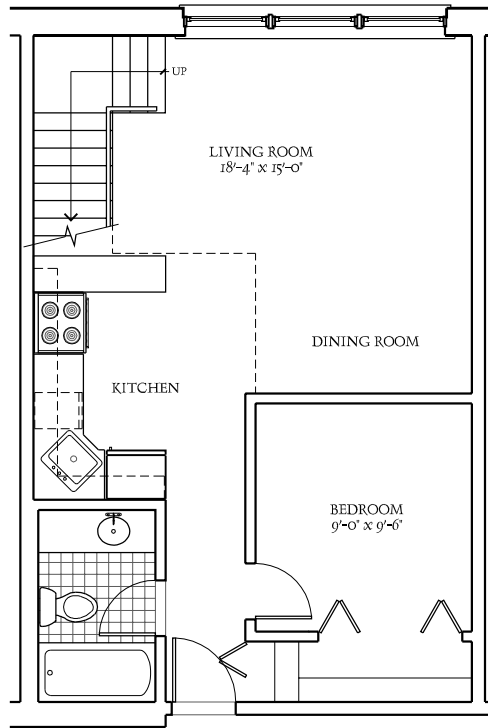 UP
LIVING ROOM
18'-4" x 15'-0"
DINING ROOM
KITCHEN
BEDROOM
9'-0" x 9'-6"